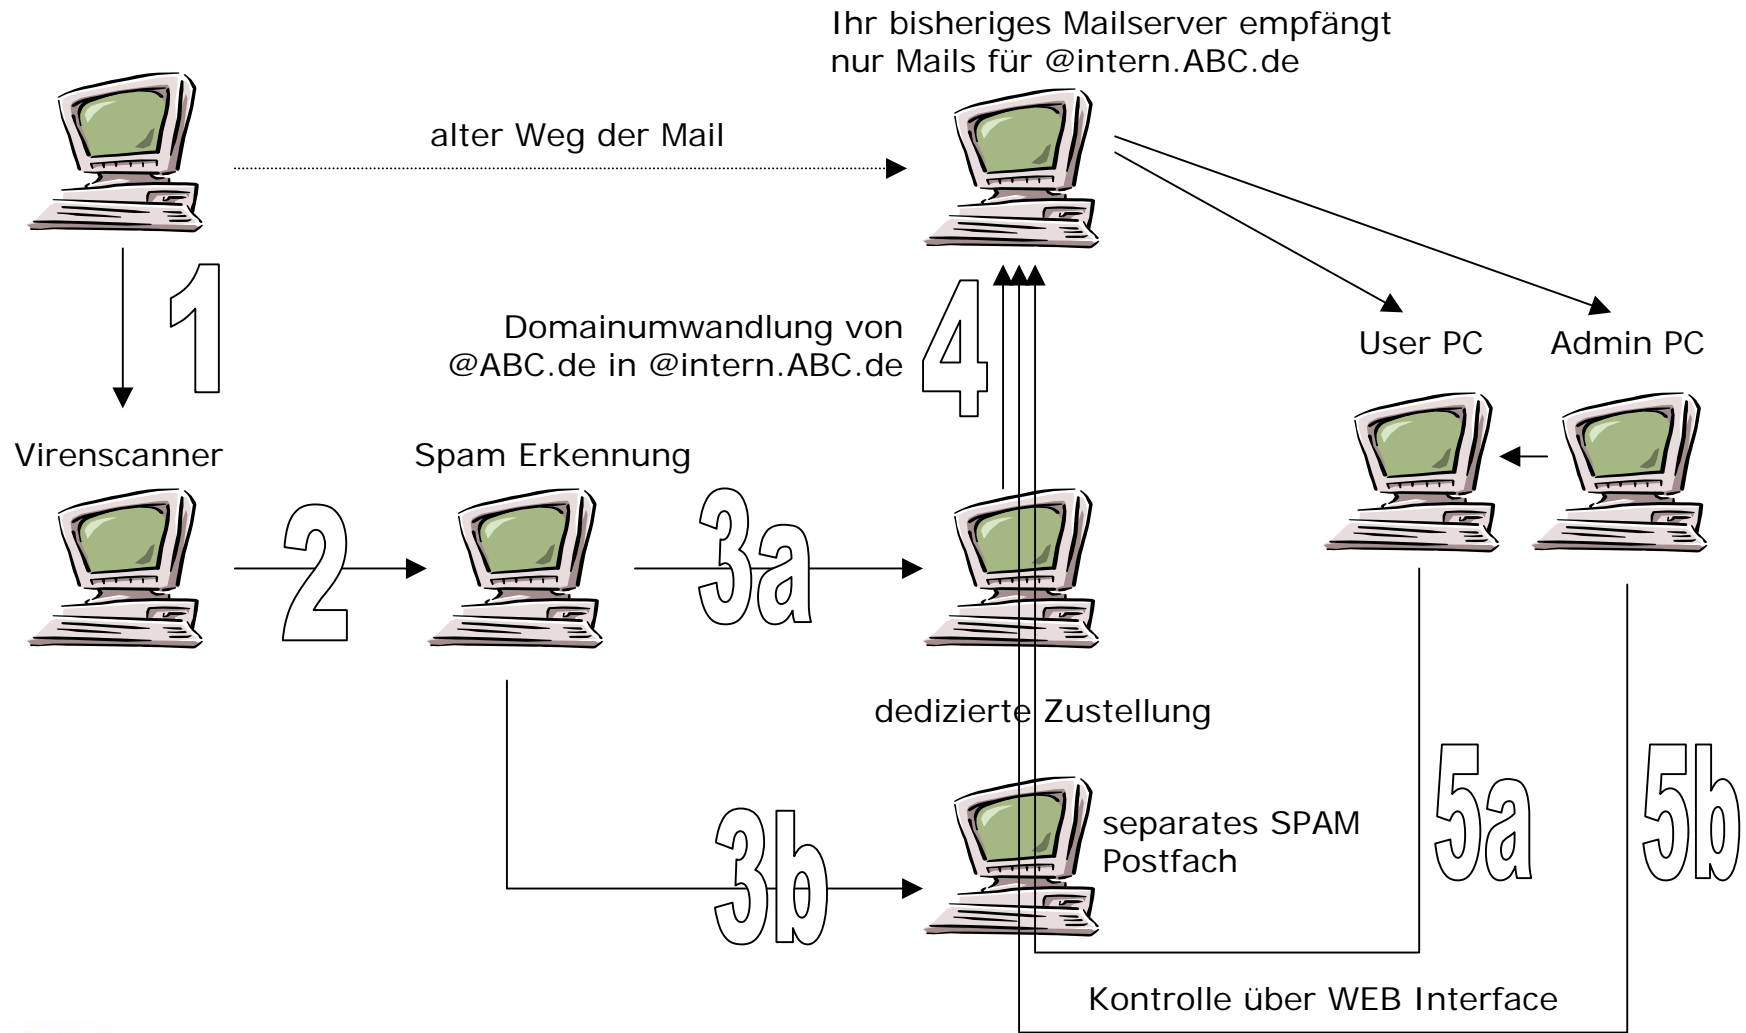 Ihr bisheriges Mailserver empfängt
nur Mails für @intern.ABC.de
alter Weg der Mail
1
Domainumwandlung von
@ABC.de in @intern.ABC.de
4
User PC
Admin PC
Virenscanner
Spam Erkennung
2
3a
dedizierte Zustellung
3b
separates SPAM
Postfach
5a
5b
Kontrolle über WEB Interface